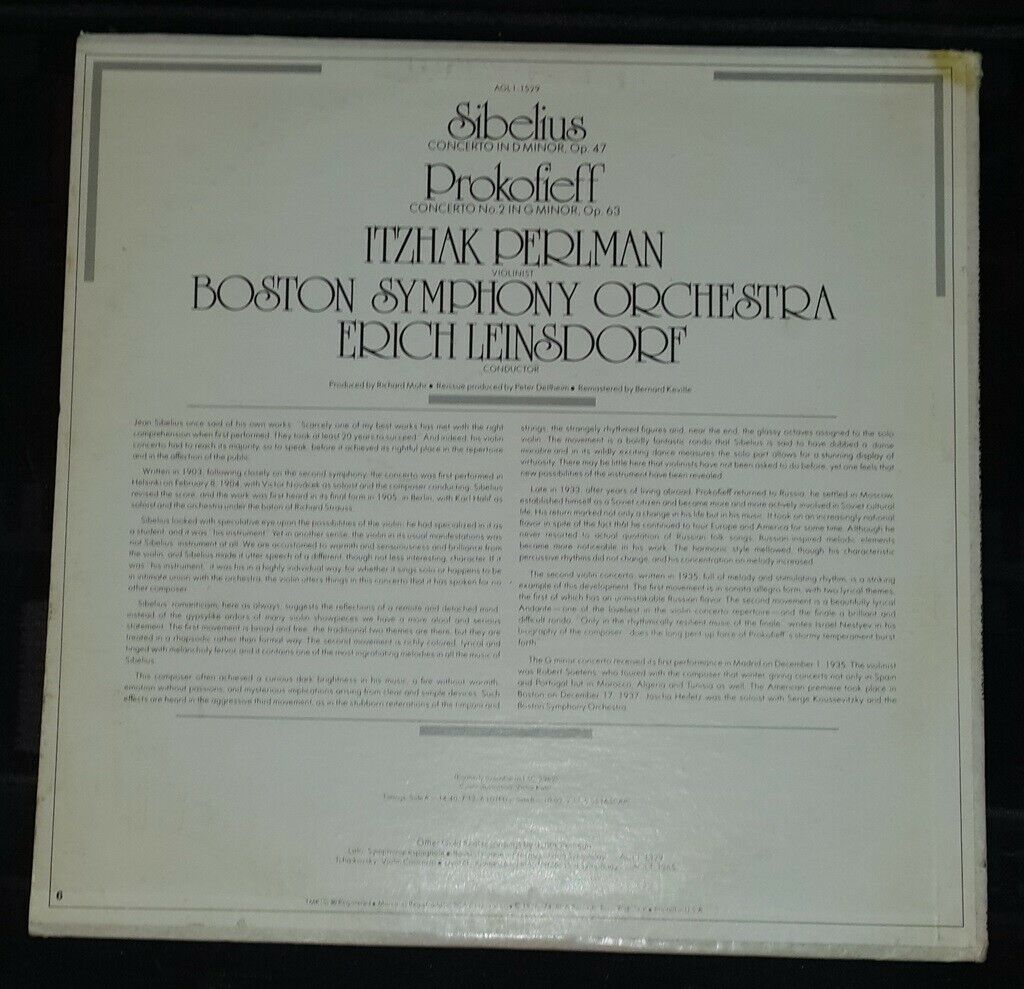 AGL1-1529
Sibelius
CONCERTO IN D MINOR, Op. 47
Prokofieff
CONCERTO No. 2 IN G MINOR, Op. 63
ITZHAK PERLMAN
VIOLINIST
BOSTON SYMPHONY ORCHESTRA
ERICH LEINSDORF
CONDUCTOR
Produced by Richard Mohr • Reissue produced by Peter Dellheim • Remastered by Bernard Keville
Jean Sibelius once said of his own works: "Scarcely one of my best works has met with the right
comprehension when first performed. They took at least 20 years to succeed." And indeed, his violin
concerto had to reach its majority, so to speak, before it achieved its rightful place in the repertoire
and in the affection of the public.
Written in 1903, following closely on the second symphony, the concerto was first performed in
Helsinki on February 8, 1904, with Victor Nováček as soloist and the composer conducting. Sibelius
revised the score, and the work was first heard in its final form in 1905, in Berlin, with Karl Halíř as
soloist and the orchestra under the baton of Richard Strauss.
Sibelius looked with speculative eye upon the possibilities of the violin; he had specialized in it as
a student, and it was "his instrument." Yet in another sense, the violin in its usual manifestations was
not Sibelius' instrument at all. We are accustomed to warmth and sensuousness and brilliance from
the violin, and Sibelius made it utter speech of a different, though not less interesting, character. If it
was "his instrument," it was his in a highly individual way, for whether it sings solo or happens to be
in intimate union with the orchestra, the violin offers things in this concerto that it has spoken for no
other composer.
Sibelius' romanticism, here as always, suggests the reflections of a remote and detached mind.
Instead of the gypsylike ardors of many violin showpieces we have a more aloof and serious
statement. The first movement is broad and free; the traditional two themes are there, but they are
treated in a rhapsodic rather than formal way. The second movement is richly colored, lyrical and
tinged with melancholy fervor, and it contains one of the most ingratiating melodies in all the music of
Sibelius.
This composer often achieved a curious dark brightness in his music, a fire without warmth,
emotion without passions, and mysterious implications arising from clear and simple devices. Such
effects are heard in the aggressive third movement, as in the stubborn reiterations of the timpani and
strings, the strangely rhythmed figures and, near the end, the glassy octaves assigned to the solo
violin. The movement is a boldly fantastic rondo that Sibelius is said to have dubbed a danse
macabre and in its wildly exciting dance measures the solo part allows for a stunning display of
virtuosity. There may be little here that violinists have not been asked to do before, yet one feels that
new possibilities of the instrument have been revealed.
Late in 1933, after years of living abroad, Prokofieff returned to Russia; he settled in Moscow,
established himself as a Soviet citizen and became more and more actively involved in Soviet cultural
life. His return marked not only a change in his life but in his music. It took on an increasingly national
flavor in spite of the fact that he continued to tour Europe and America for some time. Although he
never resorted to actual quotation of Russian folk songs, Russian-inspired melodic elements
became more noticeable in his work. The harmonic style mellowed, though his characteristic
percussive rhythms did not change, and his concentration on melody increased.
The second violin concerto, written in 1935, full of melody and stimulating rhythm, is a striking
example of this development. The first movement is in sonata-allegro form, with two lyrical themes,
the first of which has an unmistakable Russian flavor. The second movement is a beautifully lyrical
Andante—one of the loveliest in the violin concerto repertoire—and the finale, a brilliant and
difficult rondo. "Only in the rhythmically resilient music of the finale," writes Israel Nestyev in his
biography of the composer, "does the long pent-up force of Prokofieff's stormy temperament burst
forth."
The G-minor concerto received its first performance in Madrid on December 1, 1935. The violinist
was Robert Soetens, who toured with the composer that winter, giving concerts not only in Spain
and Portugal but in Morocco, Algeria and Tunisia as well. The American premiere took place in
Boston on December 17, 1937. Jascha Heifetz was the soloist with Serge Koussevitzky and the
Boston Symphony Orchestra.
Timings: Side A
Other Gold Seal
Lalo: Symphonie espagnole
Tchaikovsky: Violin Concerto
6